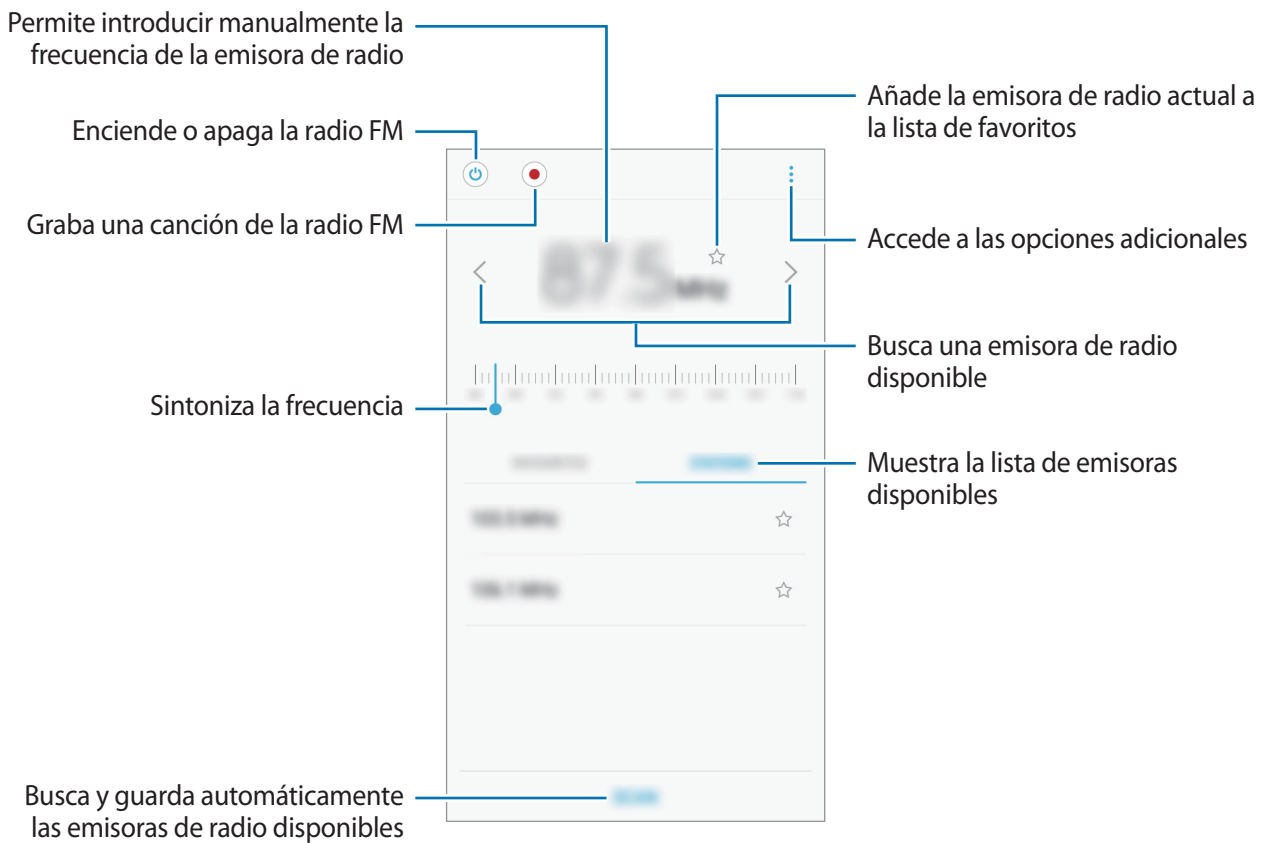 Permite introducir manualmente la
frecuencia de la emisora de radio
Enciende o apaga la radio FM
Graba una canción de la radio FM
Sintoniza la frecuencia
Busca y guarda automáticamente
las emisoras de radio disponibles
Añade la emisora de radio actual a
la lista de favoritos
Accede a las opciones adicionales
Busca una emisora de radio
disponible
Muestra la lista de emisoras
disponibles
87.5 MHz